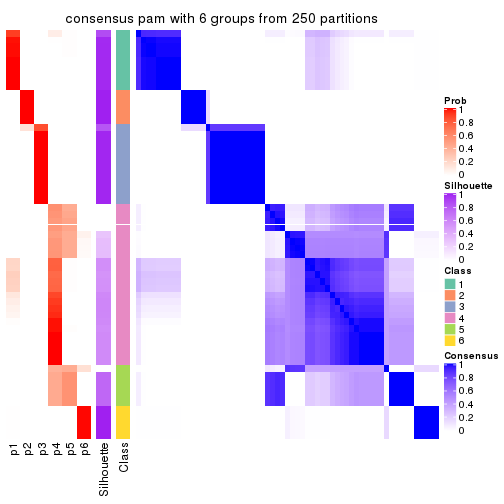 consensus pam with 6 groups from 250 partitions
Prob
1
0.8
0.6
0.4
0.2
0
Silhouette
1
0.8
0.6
0.4
0.2
0
Class
1
2
3
4
5
6
Consensus
1
0.8
0.6
0.4
0.2
0
p1
p2
p3
p4
p5
p6
Silhouette
Class